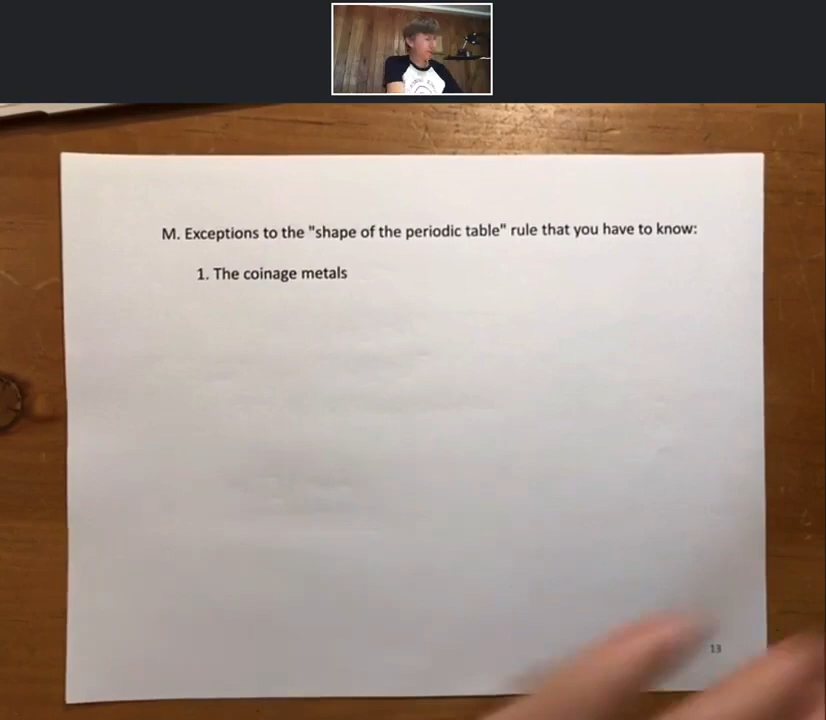 M. Exceptions to the "shape of the periodic table" rule that you have to know:
1. The coinage metals
13